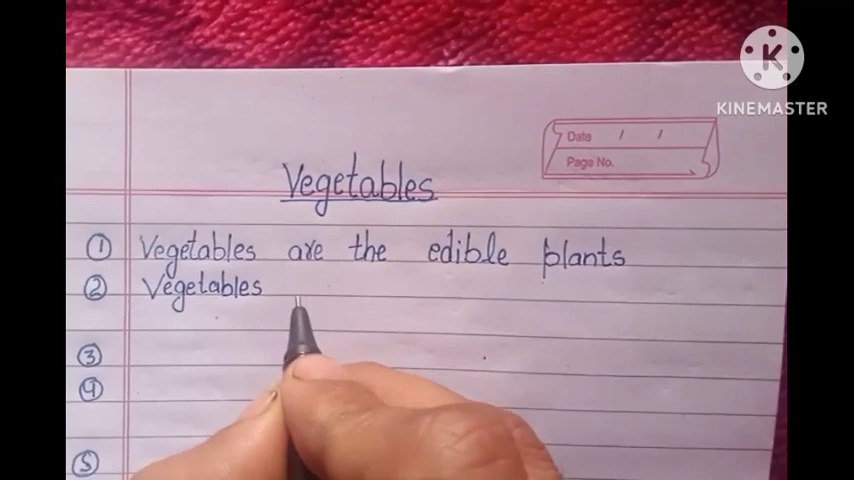 KINEMASTER
Date / /
Page No.
Vegetables
① Vegetables are the edible plants
② Vegetables
③
④
⑤